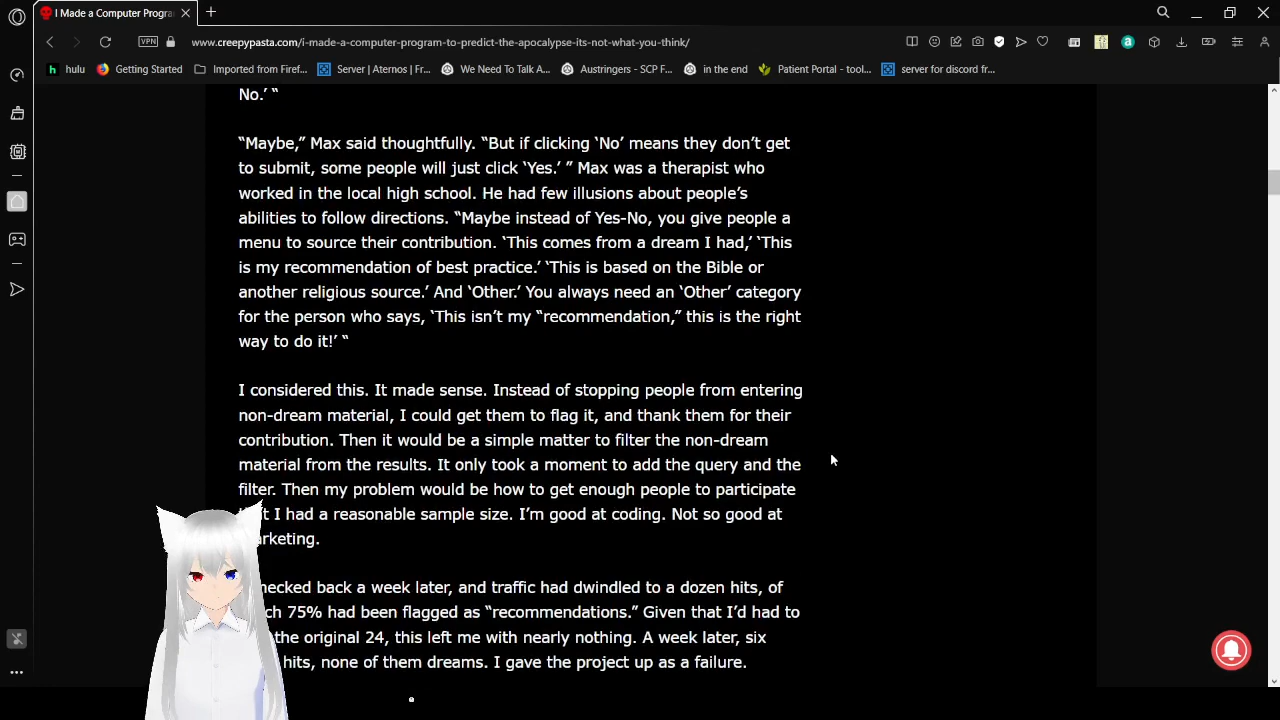 I Made a Computer Progra
www.creepypasta.com/i-made-a-computer-program-to-predict-the-apocalypse-its-not-what-you-think/
VPN
hulu
Getting Started
Imported from Firef...
Server | Aternos | Fr...
We Need To Talk A...
Austringers - SCP F...
in the end
Patient Portal - tool...
server for discord fr...
No.’ “
“Maybe,” Max said thoughtfully. “But if clicking ‘No’ means they don’t get
to submit, some people will just click ‘Yes.’ ” Max was a therapist who
worked in the local high school. He had few illusions about people’s
abilities to follow directions. “Maybe instead of Yes-No, you give people a
menu to source their contribution. ‘This comes from a dream I had,’ ‘This
is my recommendation of best practice.’ ‘This is based on the Bible or
another religious source.’ And ‘Other.’ You always need an ‘Other’ category
for the person who says, ‘This isn’t my “recommendation,” this is the right
way to do it!’ “
I considered this. It made sense. Instead of stopping people from entering
non-dream material, I could get them to flag it, and thank them for their
contribution. Then it would be a simple matter to filter the non-dream
material from the results. It only took a moment to add the query and the
filter. Then my problem would be how to get enough people to participate
I had a reasonable sample size. I’m good at coding. Not so good at
arketing.
hecked back a week later, and traffic had dwindled to a dozen hits, of
ch 75% had been flagged as “recommendations.” Given that I’d had to
the original 24, this left me with nearly nothing. A week later, six
hits, none of them dreams. I gave the project up as a failure.